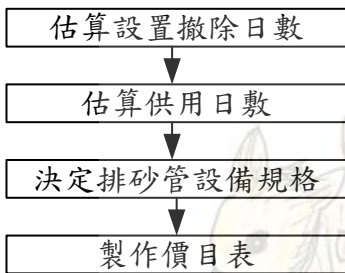 估算設置撤除日數
估算供用日敷
決定排砂管設備規格
製作價目表